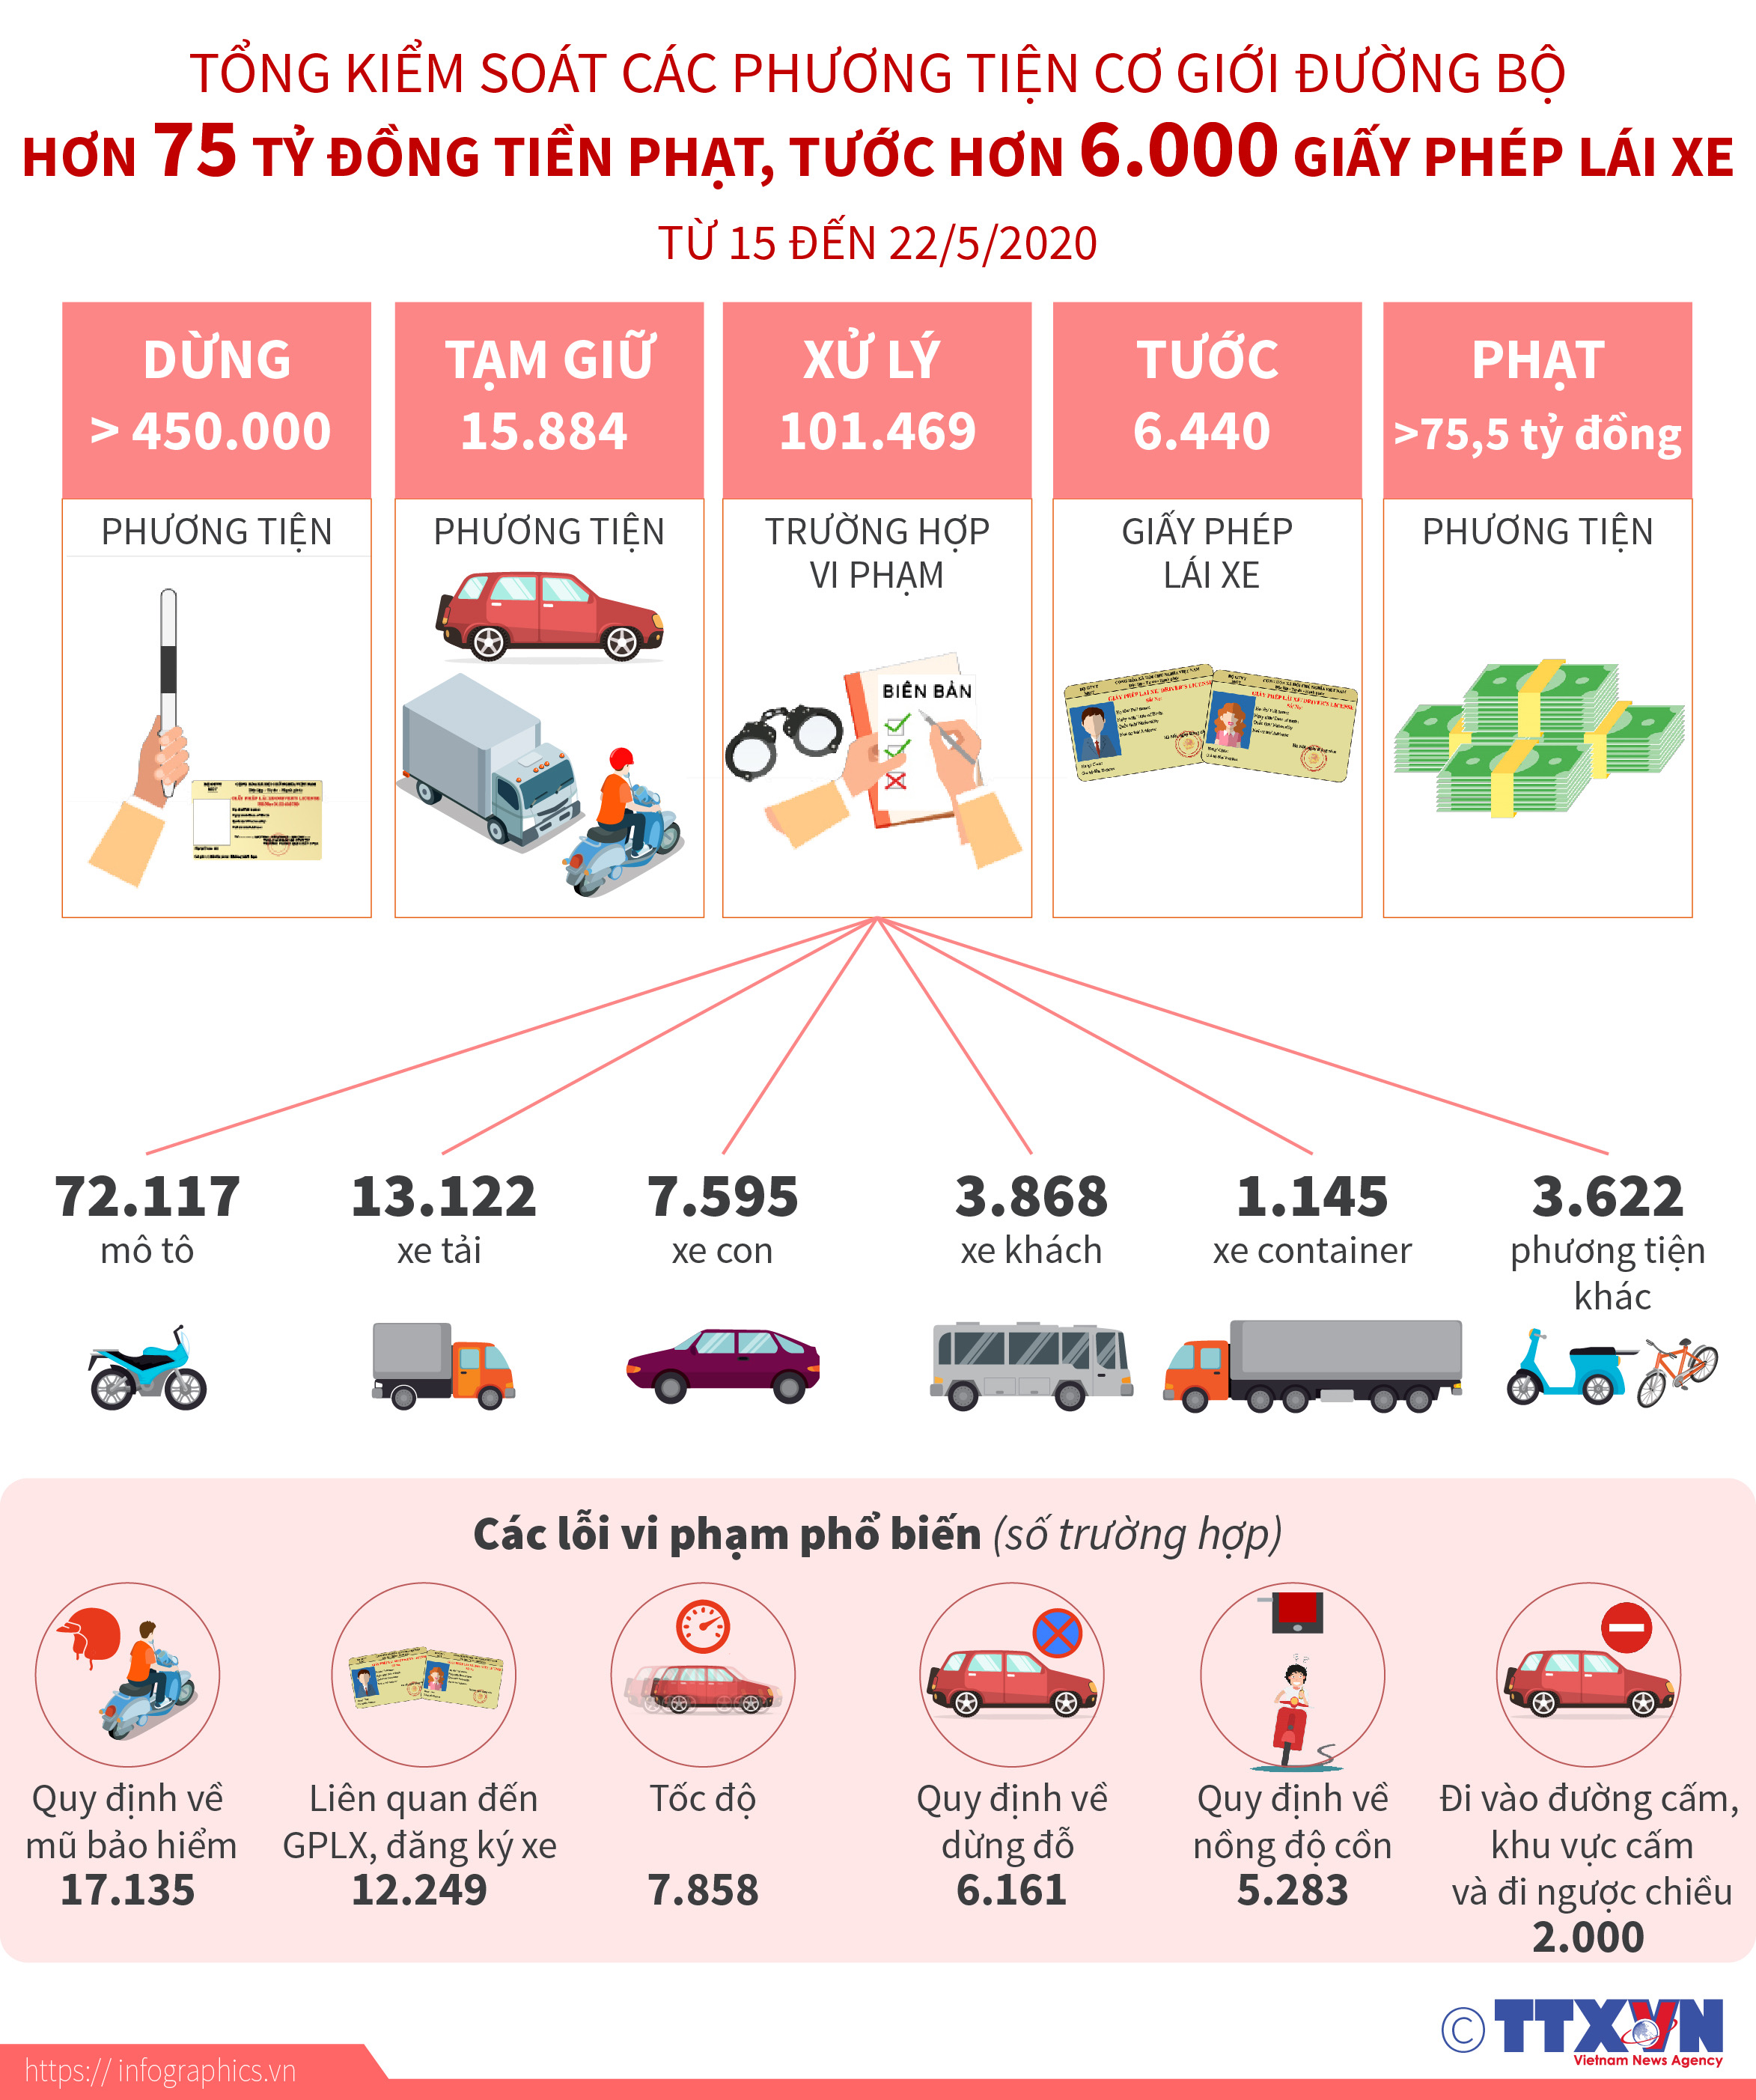 TỔNG KIỂM SOÁT CÁC PHƯƠNG TIỆN CƠ GIỚI ĐƯỜNG BỘ
HƠN 75 TỶ ĐỒNG TIỀN PHẠT, TƯỚC HƠN 6.000 GIẤY PHÉP LÁI XE
TỪ 15 ĐẾN 22/5/2020
DỪNG
> 450.000
PHƯƠNG TIỆN
TẠM GIỮ
15.884
PHƯƠNG TIỆN
XỬ LÝ
101.469
TRƯỜNG HỢP
VI PHẠM
BIÊN BẢN
TƯỚC
6.440
GIẤY PHÉP
LÁI XE
PHẠT
>75,5 tỷ đồng
PHƯƠNG TIỆN
72.117
mô tô
13.122
xe tải
7.595
xe con
3.868
xe khách
1.145
xe container
3.622
phương tiện
khác
Các lỗi vi phạm phổ biến (số trường hợp)
Quy định về
mũ bảo hiểm
17.135
Liên quan đến
GPLX, đăng ký xe
12.249
Tốc độ
7.858
Quy định về
dừng đỗ
6.161
Quy định về
nồng độ cồn
5.283
Đi vào đường cấm,
khu vực cấm
và đi ngược chiều
2.000
© TTXVN
Vietnam News Agency
https:// infographics.vn